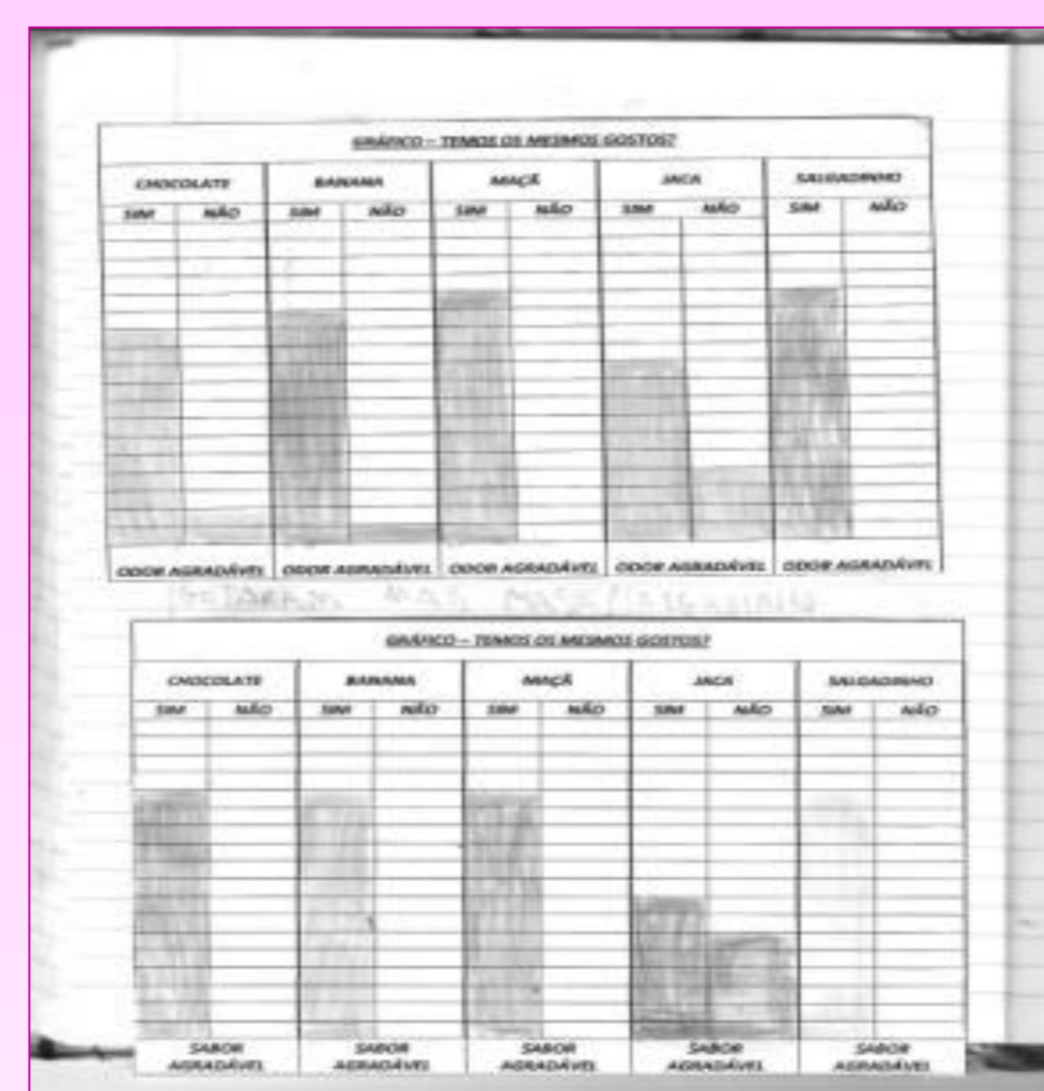 GRÁFICO – TEMOS OS MESMOS GOSTOS?
CHOCOLATE BANANA MAÇÃ JACA SALGADINHO
SIM NÃO SIM NÃO SIM NÃO SIM NÃO SIM NÃO
ODOR AGRADÁVEL ODOR AGRADÁVEL ODOR AGRADÁVEL ODOR AGRADÁVEL ODOR AGRADÁVEL
GRÁFICO – TEMOS OS MESMOS GOSTOS?
CHOCOLATE BANANA MAÇÃ JACA SALGADINHO
SIM NÃO SIM NÃO SIM NÃO SIM NÃO SIM NÃO
SABOR SABOR SABOR SABOR SABOR
AGRADÁVEL AGRADÁVEL AGRADÁVEL AGRADÁVEL AGRADÁVEL